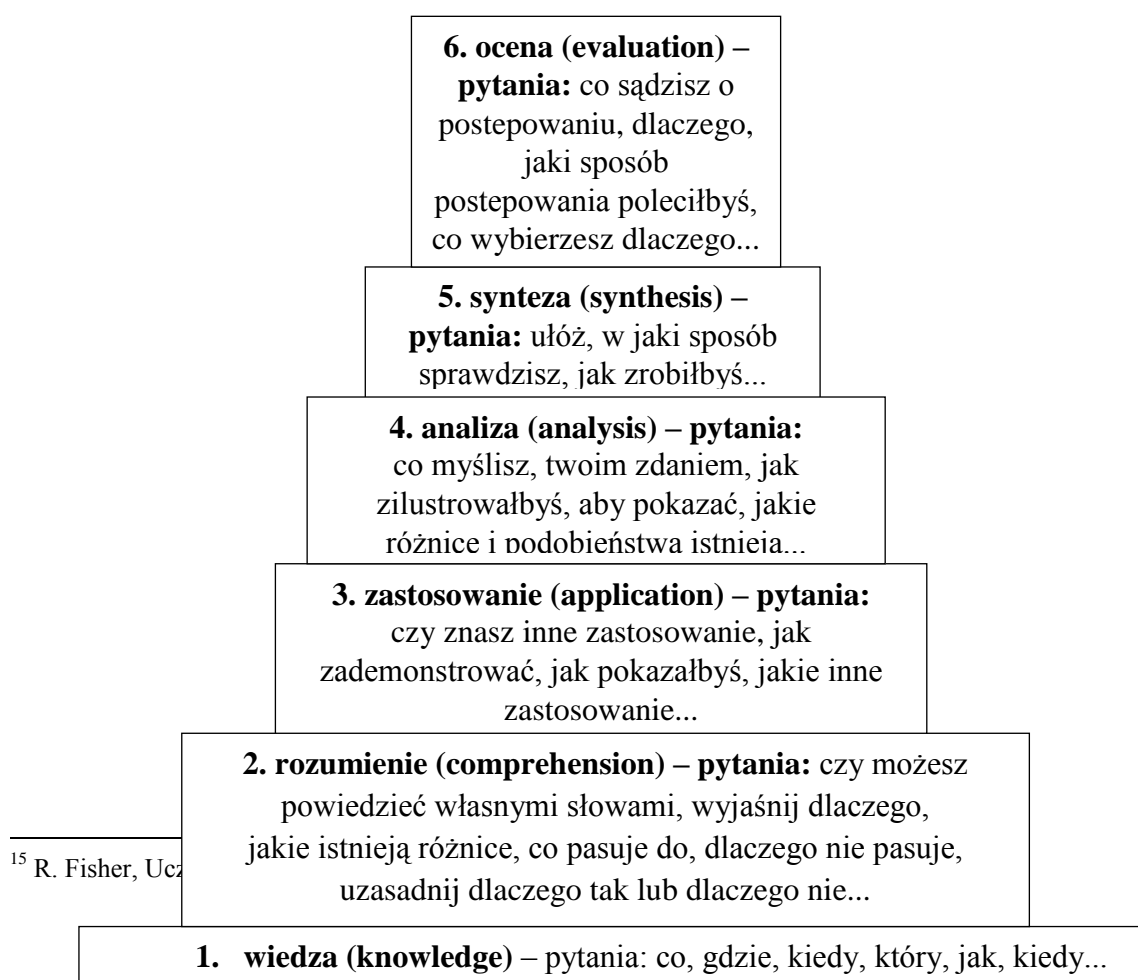 6. ocena (evaluation) –
pytania: co sądzisz o
postepowaniu, dlaczego,
jaki sposób
postepowania poleciłbyś,
co wybierzesz dlaczego...
5. synteza (synthesis) –
pytania: ułóż, w jaki sposób
sprawdzisz, jak zrobiłbyś...
4. analiza (analysis) – pytania:
co myślisz, twoim zdaniem, jak
zilustrowałbyś, aby pokazać, jakie
różnice i podobieństwa istnieją...
3. zastosowanie (application) – pytania:
czy znasz inne zastosowanie, jak
zademonstrować, jak pokazałbyś, jakie inne
zastosowanie...
2. rozumienie (comprehension) – pytania: czy możesz
powiedzieć własnymi słowami, wyjaśnij dlaczego,
jakie istnieją różnice, co pasuje do, dlaczego nie pasuje,
uzasadnij dlaczego tak lub dlaczego nie...
15 R. Fisher,
1. wiedza (knowledge) – pytania: co, gdzie, kiedy, który, jak, kiedy...